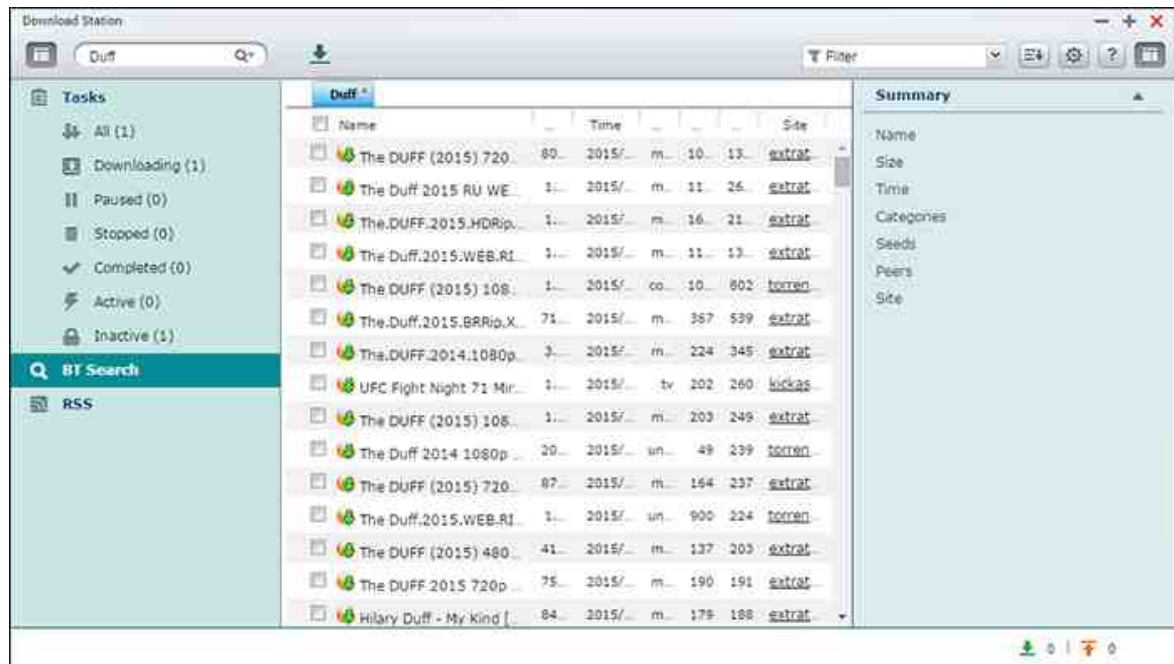 Download Station
Duff
Filter
Tasks
All (1)
Downloading (1)
Paused (0)
Stopped (0)
Completed (0)
Active (0)
Inactive (1)
BT Search
RSS
Duff
Name ... Time ... ... ... Site
The DUFF (2015) 720... 80... 2015/... m... 10... 13... extrat...
The Duff 2015 RU WE... 1... 2015/... m... 11... 26... extrat...
The.DUFF.2015.HDRip.... 1... 2015/... m... 16... 21... extrat...
The Duff.2015.WEB.RI... 1... 2015/... m... 11... 13... extrat...
The DUFF (2015) 108... 1... 2015/... co... 10... 602 torren...
The.Duff.2015.BRRip.X... 71... 2015/... m... 367 539 extrat...
The.DUFF.2014.1080p... 3... 2015/... m... 224 345 extrat...
UFC Fight Night 71 Mir... 1... 2015/... tv 202 260 kickas...
The DUFF (2015) 108... 1... 2015/... m... 203 249 extrat...
The Duff 2014 1080p ... 20... 2015/... un... 49 239 torren...
The DUFF (2015) 720... 87... 2015/... m... 164 237 extrat...
The Duff.2015.WEB.RI... 1... 2015/... un... 900 224 torren...
The DUFF (2015) 480... 41... 2015/... m... 137 203 extrat...
The DUFF 2015 720p ... 75... 2015/... m... 190 191 extrat...
Hilary Duff - My Kind [... 84... 2015/... m... 179 188 extrat...
Summary
Name
Size
Time
Categories
Seeds
Peers
Site
0 | 0